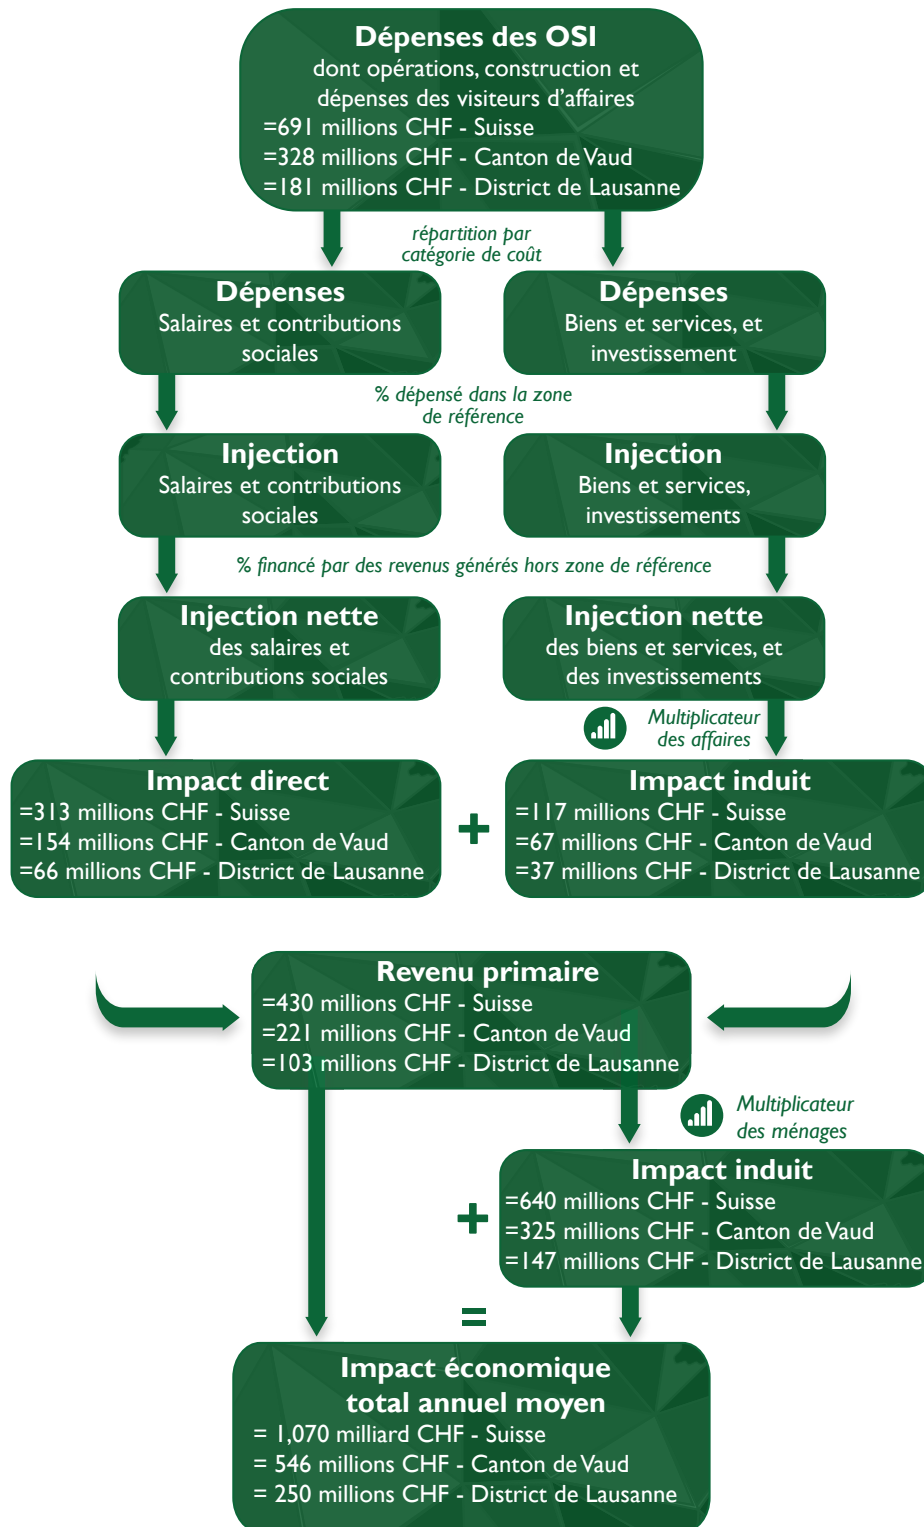 Dépenses des OSI
dont opérations, construction et
dépenses des visiteurs d'affaires
=691 millions CHF - Suisse
=328 millions CHF - Canton de Vaud
=181 millions CHF - District de Lausanne
répartition par
catégorie de coût
Dépenses
Salaires et contributions
sociales
Dépenses
Biens et services, et
investissement
% dépensé dans la zone
de référence
Injection
Salaires et contributions
sociales
Injection
Biens et services,
investissements
% financé par des revenus générés hors zone de référence
Injection nette
des salaires et
contributions sociales
Injection nette
des biens et services, et
des investissements
Multiplicateur
des affaires
Impact direct
=313 millions CHF - Suisse
=154 millions CHF - Canton de Vaud
=66 millions CHF - District de Lausanne
+
Impact induit
=117 millions CHF - Suisse
=67 millions CHF - Canton de Vaud
=37 millions CHF - District de Lausanne
Revenu primaire
=430 millions CHF - Suisse
=221 millions CHF - Canton de Vaud
=103 millions CHF - District de Lausanne
Multiplicateur
des ménages
+
Impact induit
=640 millions CHF - Suisse
=325 millions CHF - Canton de Vaud
=147 millions CHF - District de Lausanne
=
Impact économique
total annuel moyen
= 1,070 milliard CHF - Suisse
= 546 millions CHF - Canton de Vaud
= 250 millions CHF - District de Lausanne